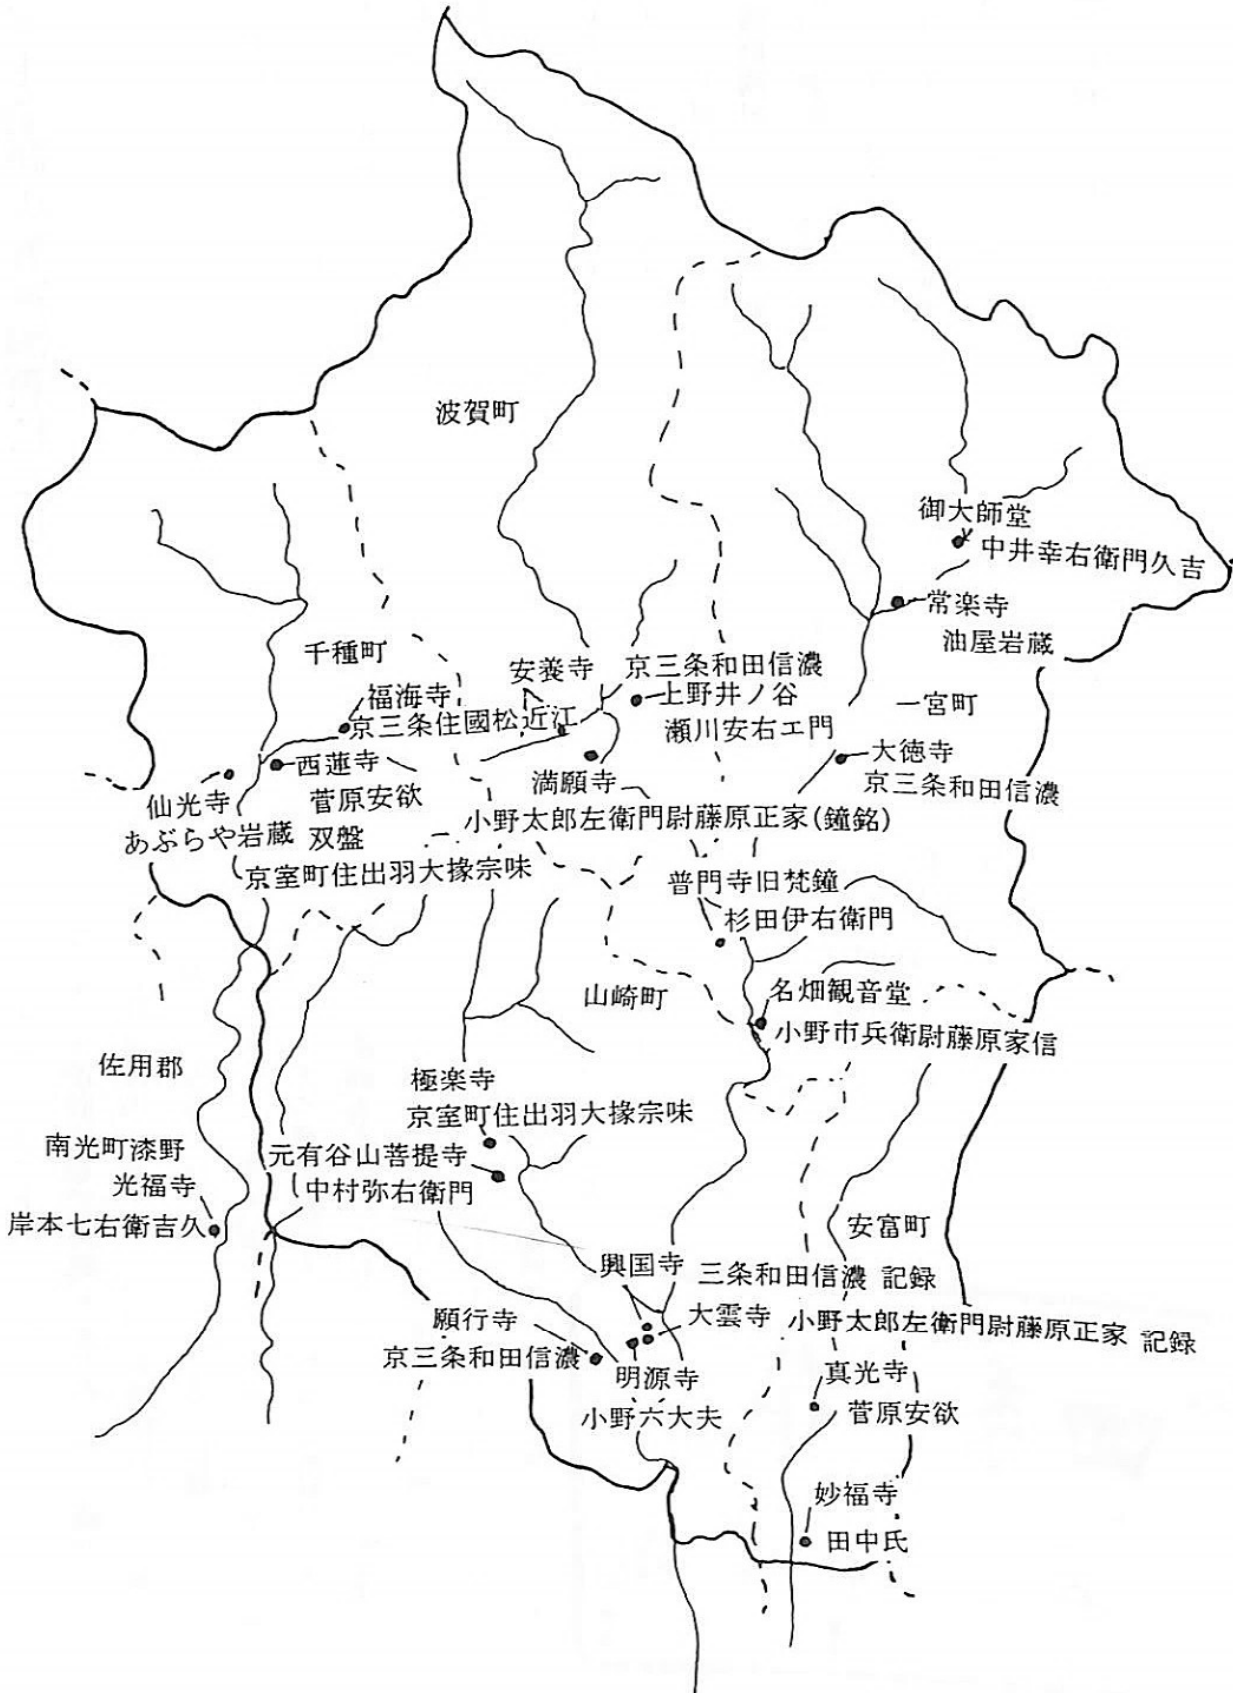 波賀町
御大師堂
中井幸右衛門久吉
常楽寺
油屋岩蔵
千種町
安養寺
京三条和田信濃
上野井ノ谷
瀬川安右エ門
福海寺
京三条住國松近江
一宮町
西蓮寺
菅原安欲
双盤
満願寺
大徳寺
京三条和田信濃
仙光寺
あぶらや岩蔵
小野太郎左衛門尉藤原正家(鐘銘)
京室町住出羽大掾宗味
普門寺旧梵鐘
杉田伊右衛門
山崎町
名畑観音堂
小野市兵衛尉藤原家信
佐用郡
極楽寺
京室町住出羽大掾宗味
南光町漆野
光福寺
岸本七右衛吉久
元有谷山菩提寺
中村弥右衛門
安富町
興国寺
三条和田信濃 記録
大雲寺
小野太郎左衛門尉藤原正家 記録
願行寺
京三条和田信濃
明源寺
小野六大夫
真光寺
菅原安欲
妙福寺
田中氏